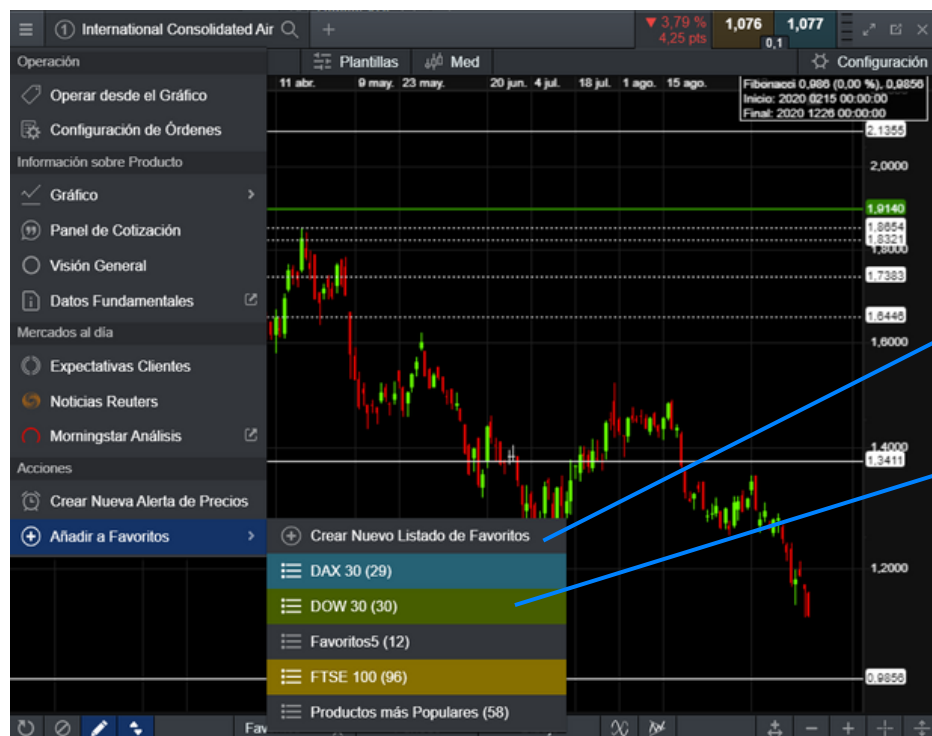 1 International Consolidated Air
▼ 3,79 %
4,25 pts
1,076 1,077
0,1
Operación
Plantillas Med Configuración
Operar desde el Gráfico
Configuración de Órdenes
Información sobre Producto
Gráfico
Panel de Cotización
Visión General
Datos Fundamentales
Mercados al día
Expectativas Clientes
Noticias Reuters
Morningstar Análisis
Acciones
Crear Nueva Alerta de Precios
Añadir a Favoritos
Crear Nuevo Listado de Favoritos
DAX 30 (29)
DOW 30 (30)
Favoritos5 (12)
FTSE 100 (96)
Productos más Populares (58)
11 abr. 9 may. 23 may. 20 jun. 4 jul. 18 jul. 1 ago. 15 ago.
Fibonacci 0,986 (0,00 %), 0,9856
Inicio: 2020 0215 00:00:00
Final: 2020 1226 00:00:00
2,1355
2,0000
1,9140
1,8654
1,8321
1,8000
1,7383
1,6446
1,6000
1,4000
1,3411
1,2000
0,9856
Fav